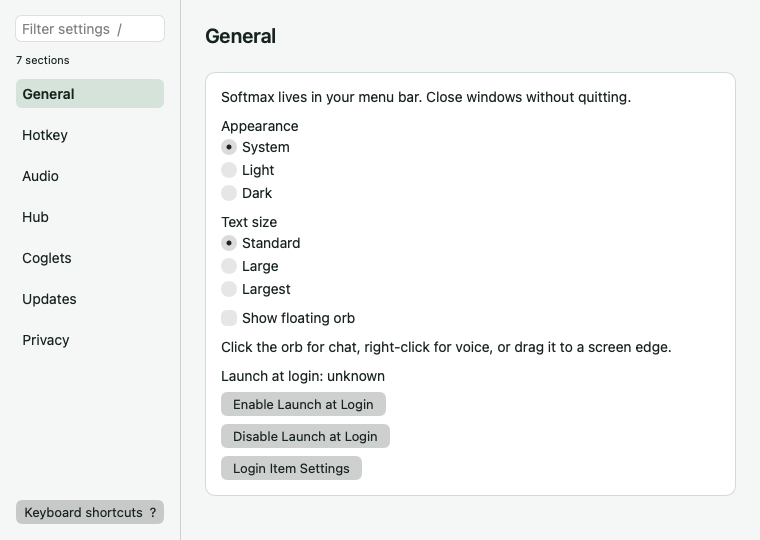 Filter settings /
7 sections
General
Hotkey
Audio
Hub
Coglets
Updates
Privacy
Keyboard shortcuts ?
General
Softmax lives in your menu bar. Close windows without quitting.
Appearance
System
Light
Dark
Text size
Standard
Large
Largest
Show floating orb
Click the orb for chat, right-click for voice, or drag it to a screen edge.
Launch at login: unknown
Enable Launch at Login
Disable Launch at Login
Login Item Settings